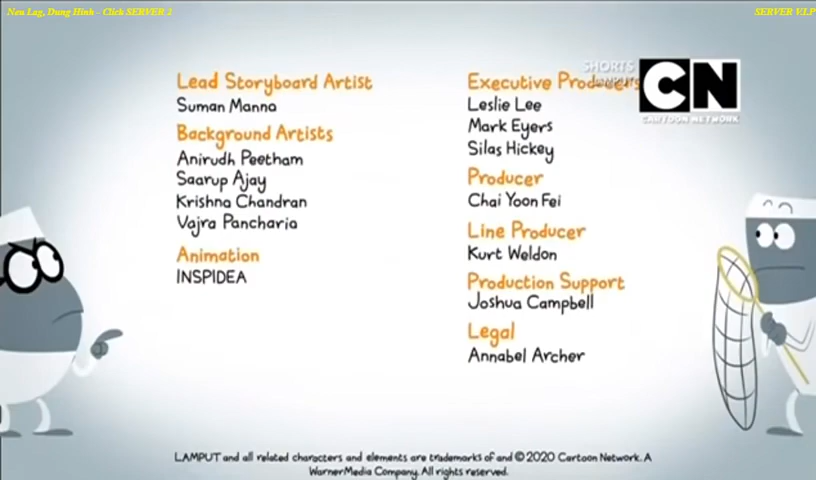 Neu Lag, Dung Hinh - Click SERVER 2
SERVER V.I.P
SHORTS
LAMPUT
CN
CARTOON NETWORK
Lead Storyboard Artist
Suman Manna
Background Artists
Anirudh Peetham
Saarup Ajay
Krishna Chandran
Vajra Pancharia
Animation
INSPIDEA
Executive Producers
Leslie Lee
Mark Eyers
Silas Hickey
Producer
Chai Yoon Fei
Line Producer
Kurt Weldon
Production Support
Joshua Campbell
Legal
Annabel Archer
LAMPUT and all related characters and elements are trademarks of and © 2020 Cartoon Network. A
WarnerMedia Company. All rights reserved.